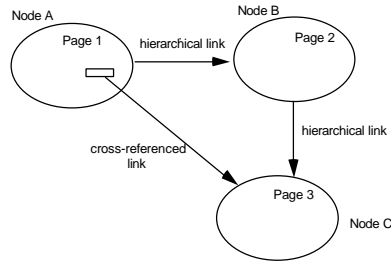 Node A
Page 1
hierarchical link
Node B
Page 2
hierarchical link
cross-referenced
link
Page 3
Node C